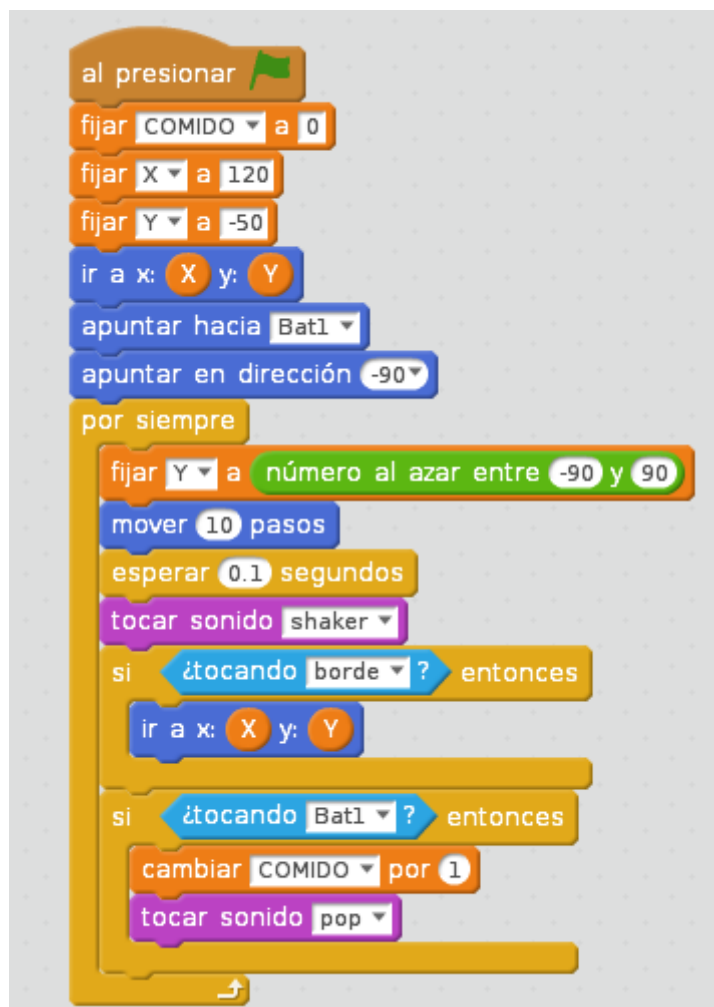 al presionar
fijar COMIDO a 0
fijar X a 120
fijar Y a -50
ir a x: X y: Y
apuntar hacia Bat1
apuntar en dirección -90
por siempre
fijar Y a número al azar entre -90 y 90
mover 10 pasos
esperar 0.1 segundos
tocar sonido shaker
si ¿tocando borde ? entonces
ir a x: X y: Y
si ¿tocando Bat1 ? entonces
cambiar COMIDO por 1
tocar sonido pop